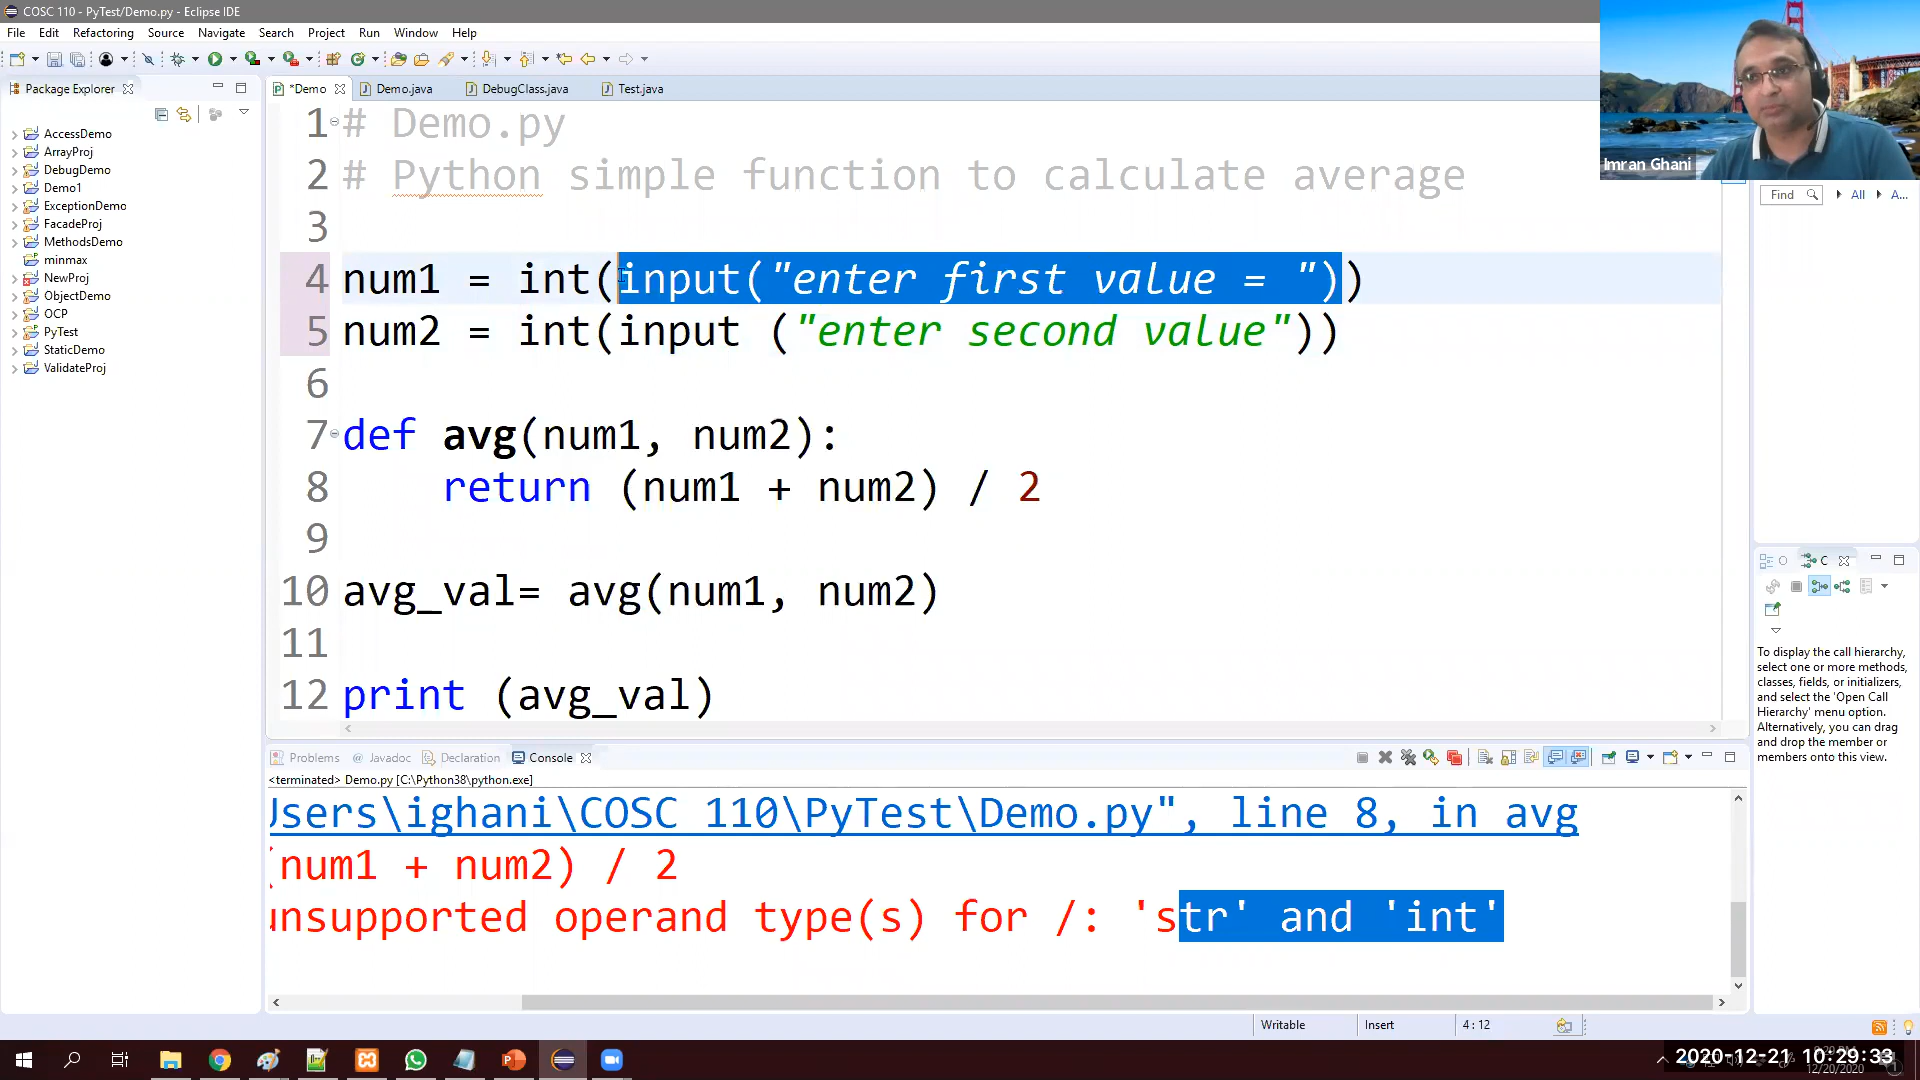 COSC 110 - PyTest/Demo.py - Eclipse IDE
File Edit Refactoring Source Navigate Search Project Run Window Help
Imran Ghani
Package Explorer
*Demo Demo.java DebugClass.java Test.java
AccessDemo
ArrayProj
DebugDemo
Demo1
ExceptionDemo
FacadeProj
MethodsDemo
minmax
NewProj
ObjectDemo
OCP
PyTest
StaticDemo
ValidateProj
1 # Demo.py
2 # Python simple function to calculate average
3
4 num1 = int(input("enter first value = "))
5 num2 = int(input ("enter second value"))
6
7 def avg(num1, num2):
8 return (num1 + num2) / 2
9
10 avg_val= avg(num1, num2)
11
12 print (avg_val)
Find All A...
O C
To display the call hierarchy,
select one or more methods,
classes, fields, or initializers,
and select the 'Open Call
Hierarchy' menu option.
Alternatively, you can drag
and drop the member or
members onto this view.
Problems @ Javadoc Declaration Console
<terminated> Demo.py [C:\Python38\python.exe]
Users\ighani\COSC 110\PyTest\Demo.py", line 8, in avg
(num1 + num2) / 2
unsupported operand type(s) for /: 'str' and 'int'
Writable Insert 4 : 12
2020-12-21 10:29:33
12/20/2020